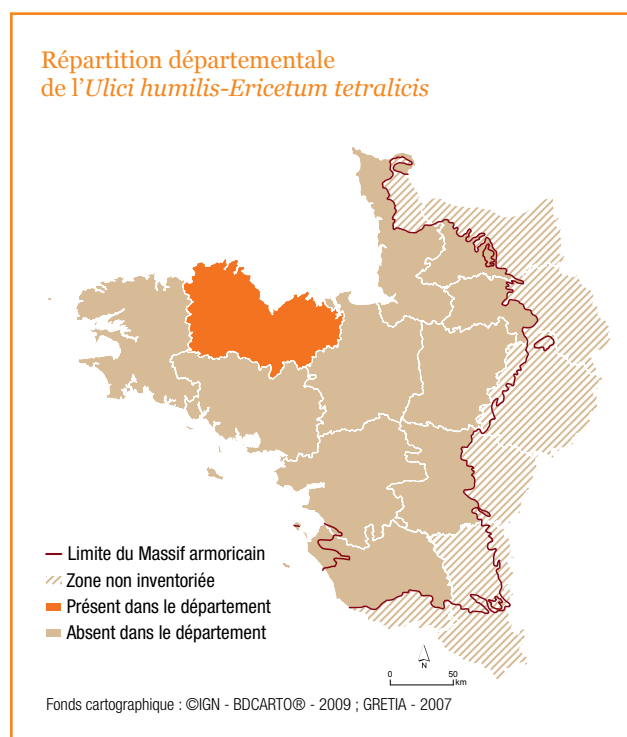 Répartition départementale
de l'Ulici humilis-Ericetum tetralicis
Limite du Massif armoricain
Zone non inventoriée
Présent dans le département
Absent dans le département
N
0 50
km
Fonds cartographique : ©IGN - BDCARTO® - 2009 ; GRETIA - 2007